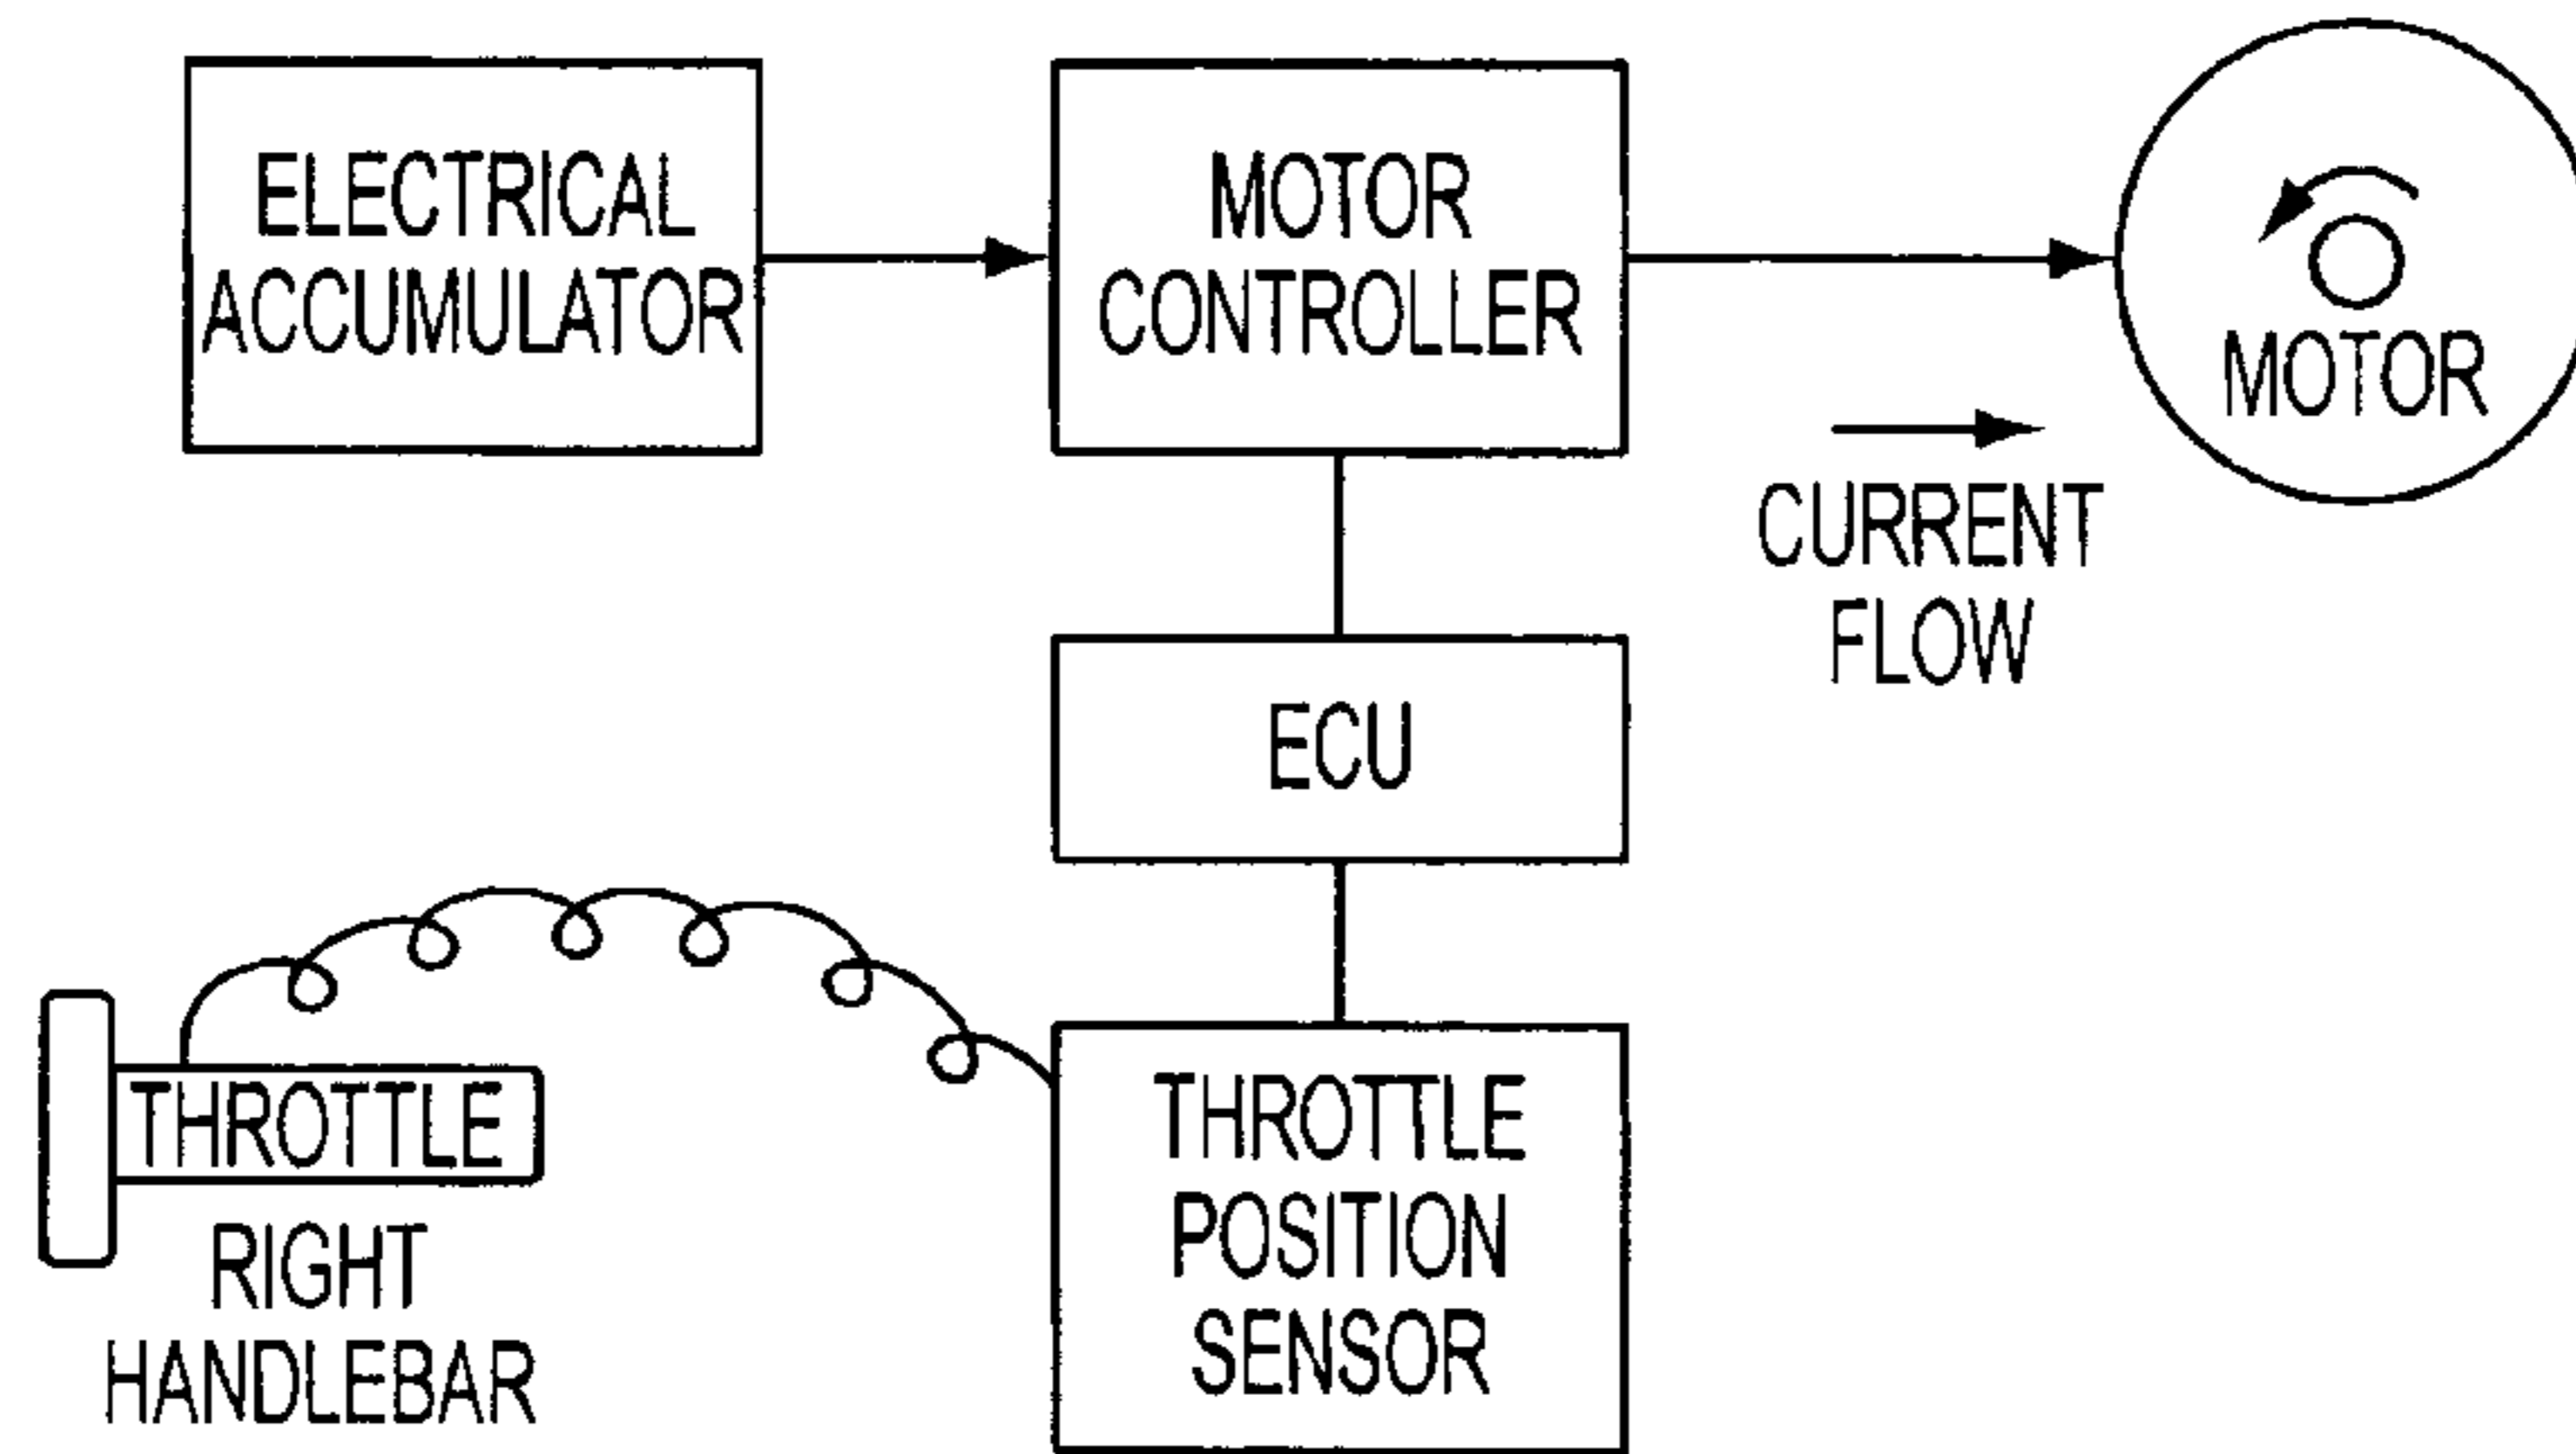 ELECTRICAL
ACCUMULATOR
MOTOR
CONTROLLER
MOTOR
CURRENT
FLOW
ECU
THROTTLE
RIGHT
HANDLEBAR
THROTTLE
POSITION
SENSOR